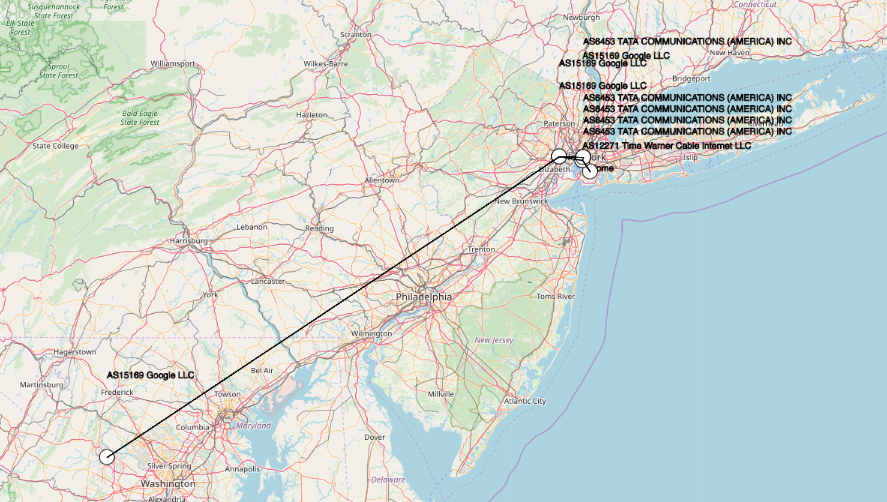 Susquehannock
State Forest
Elk State
Forest
Sproul
State Forest
Connecticut
Newburgh
Scranton
AS6453 TATA COMMUNICATIONS (AMERICA) INC
New Haven
AS15169 Google LLC
AS15169 Google LLC
Williamsport
Wilkes-Barre
Bridgeport
AS15169 Google LLC
AS6453 TATA COMMUNICATIONS (AMERICA) INC
AS6453 TATA COMMUNICATIONS (AMERICA) INC
AS6453 TATA COMMUNICATIONS (AMERICA) INC
AS6453 TATA COMMUNICATIONS (AMERICA) INC
Bald Eagle
State Forest
Hazleton
Paterson
State College
AS12271 Time Warner Cable Internet LLC
Islip
Elizabeth
Allentown
New Brunswick
Lebanon
Reading
Harrisburg
Trenton
Lancaster
York
Philadelphia
Toms River
Wilmington
New Jersey
Hagerstown
AS15169 Google LLC
Bel Air
Martinsburg
Frederick
Towson
Millville
Atlantic City
Columbia
Maryland
Dover
Silver Spring
Annapolis
Washington
Delaware
Alexandria